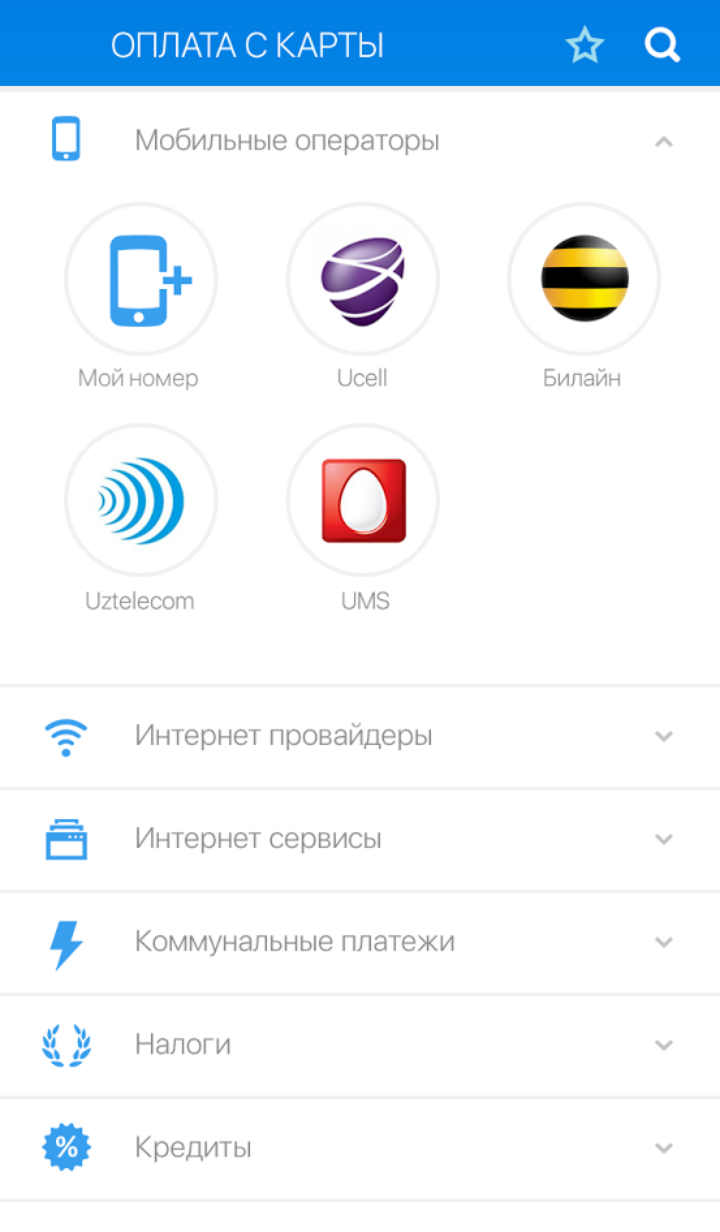 ОПЛАТА С КАРТЫ
Мобильные операторы
Мой номер
Ucell
Билайн
Uztelecom
UMS
Интернет провайдеры
Интернет сервисы
Коммунальные платежи
Налоги
%
Кредиты